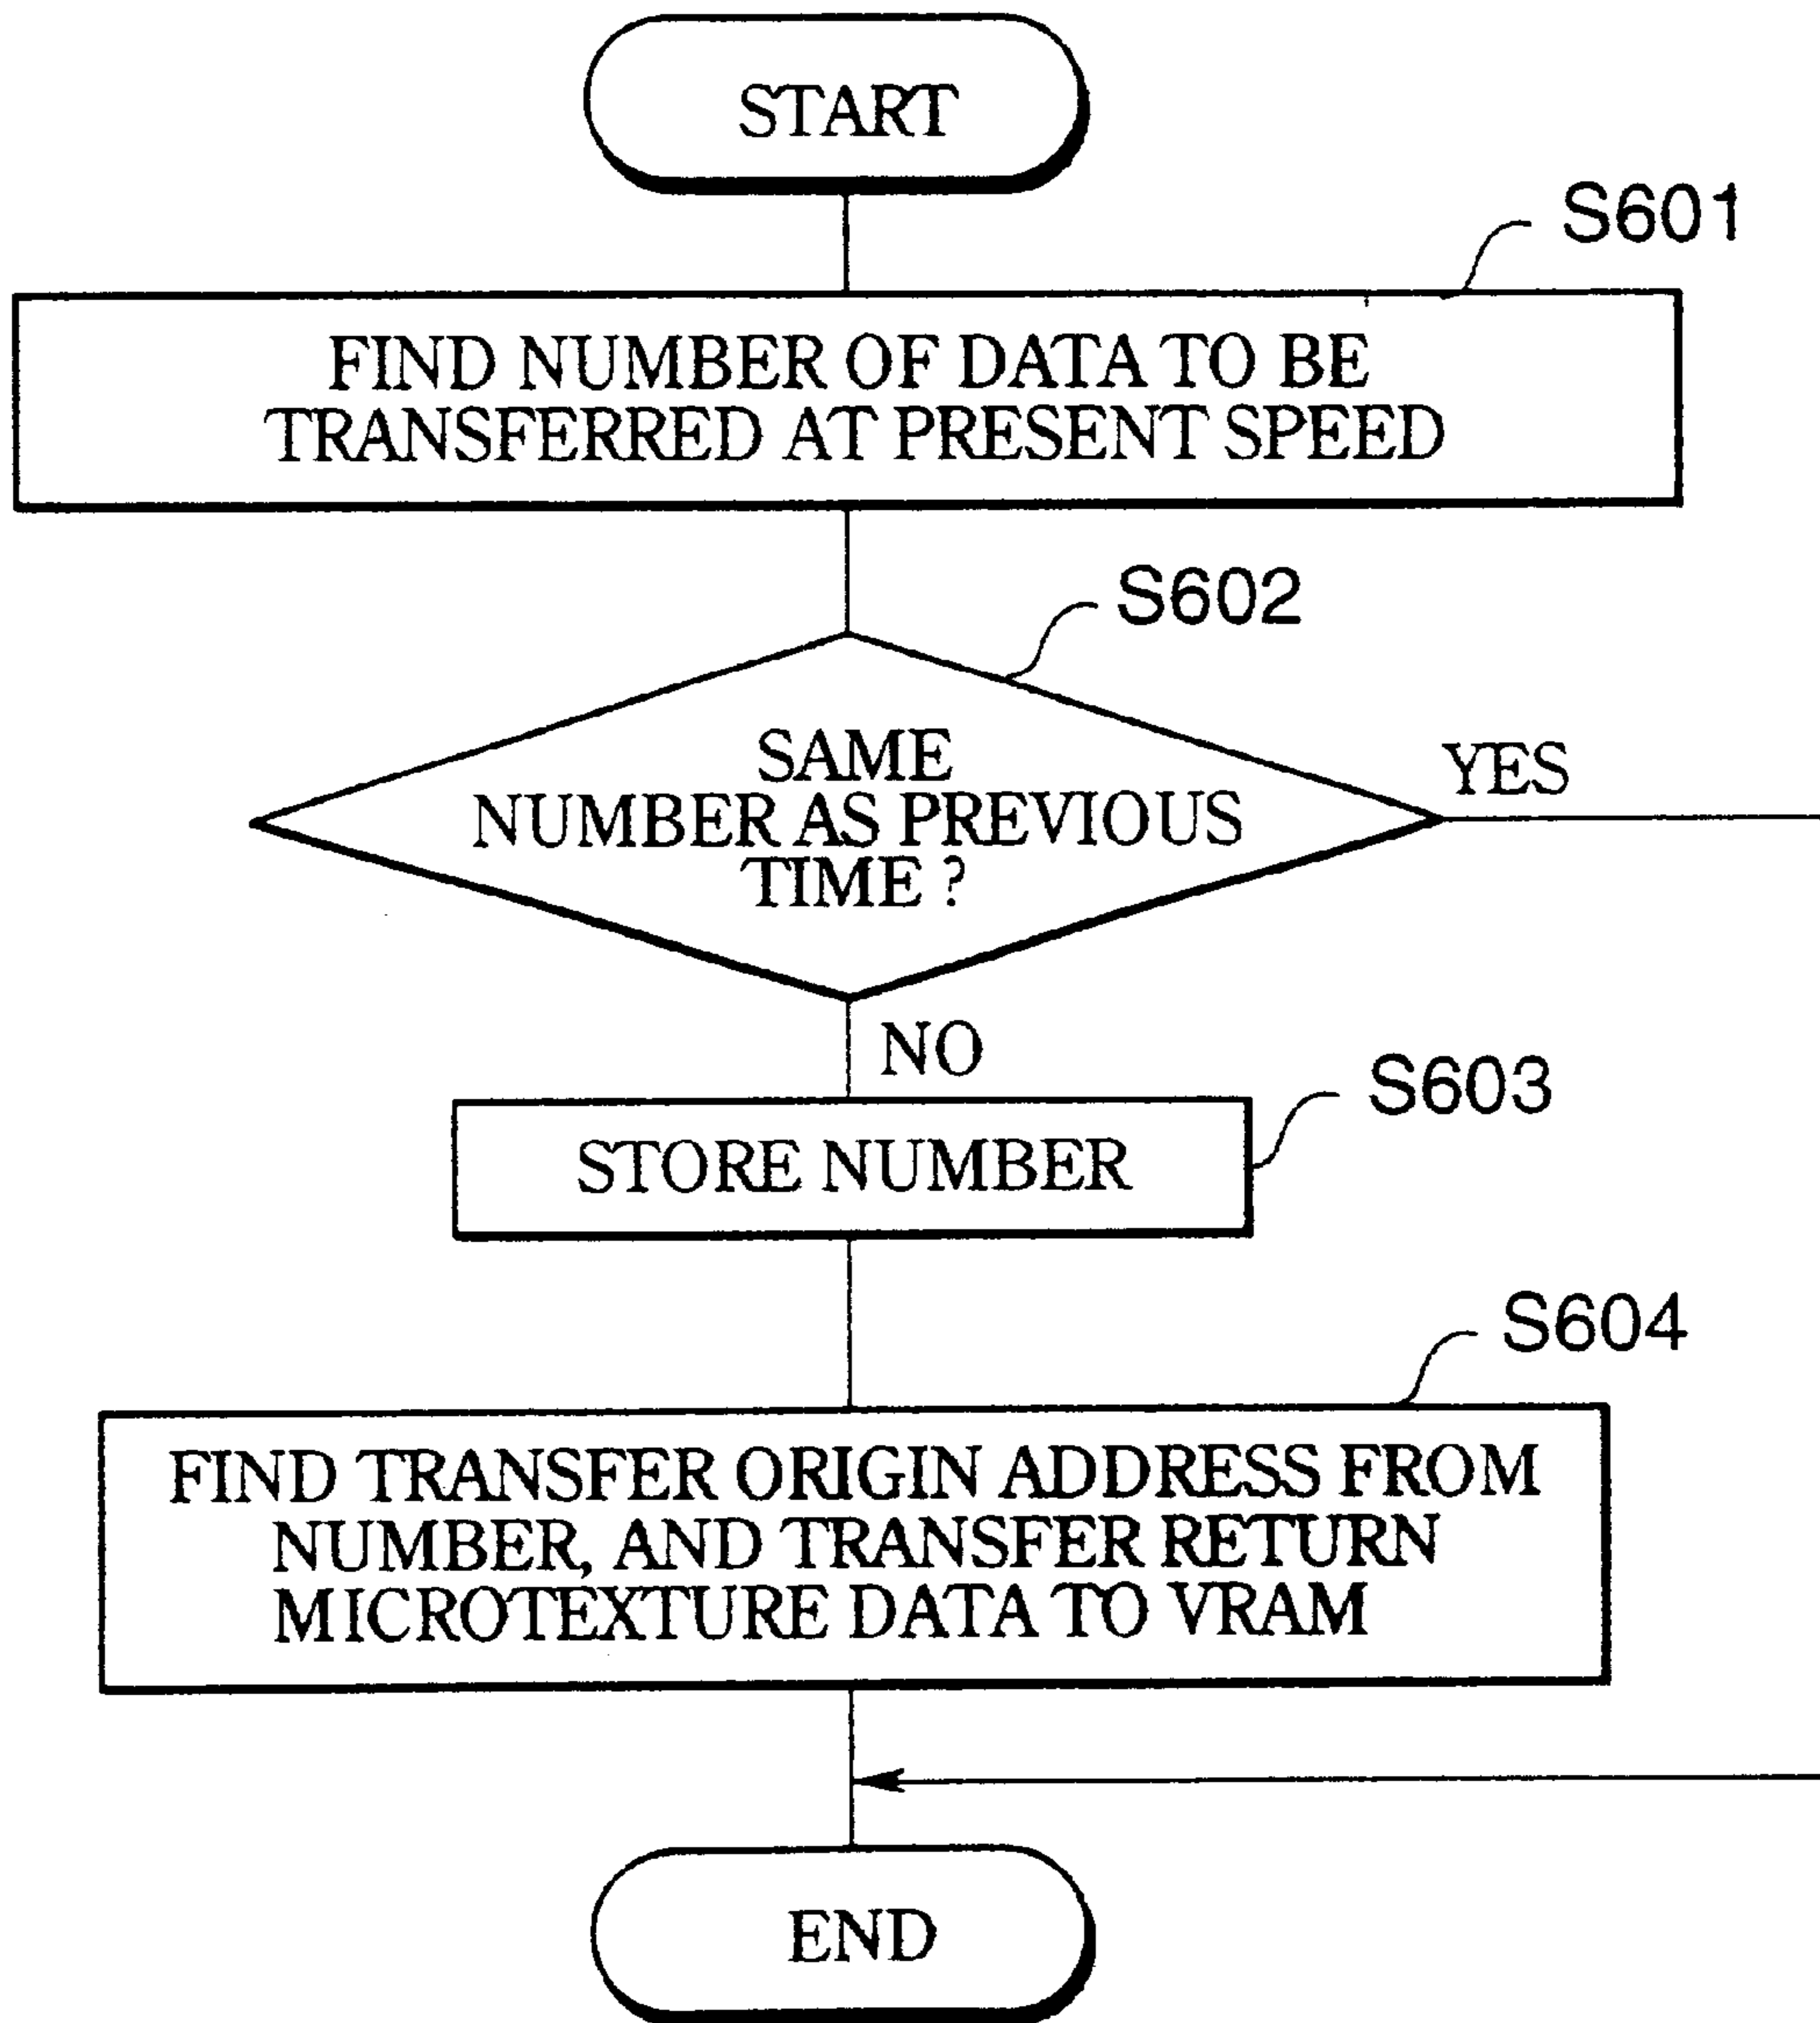 START
S601
FIND NUMBER OF DATA TO BE
TRANSFERRED AT PRESENT SPEED
S602
SAME
NUMBER AS PREVIOUS
TIME ?
YES
NO
S603
STORE NUMBER
S604
FIND TRANSFER ORIGIN ADDRESS FROM
NUMBER, AND TRANSFER RETURN
MICROTEXTURE DATA TO VRAM
END